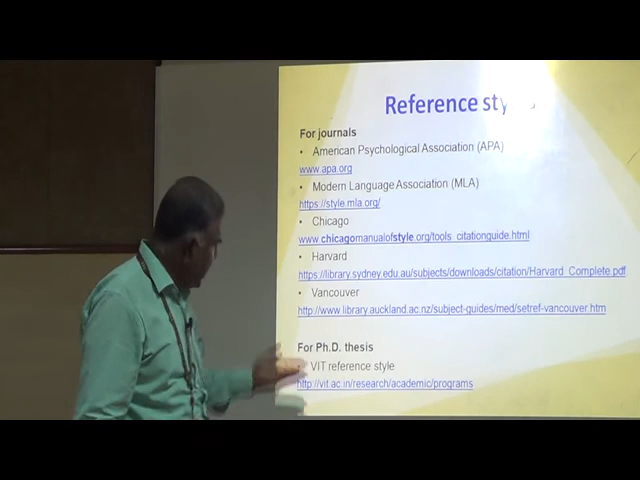 Reference sty
For journals
• American Psychological Association (APA)
www.apa.org
• Modern Language Association (MLA)
https://style.mla.org/
• Chicago
www.chicagomanualofstyle.org/tools_citationguide.html
• Harvard
https://library.sydney.edu.au/subjects/downloads/citation/Harvard_Complete.pdf
• Vancouver
http://www.library.auckland.ac.nz/subject-guides/med/setref-vancouver.htm
For Ph.D. thesis
VIT reference style
http://vit.ac.in/research/academic/programs